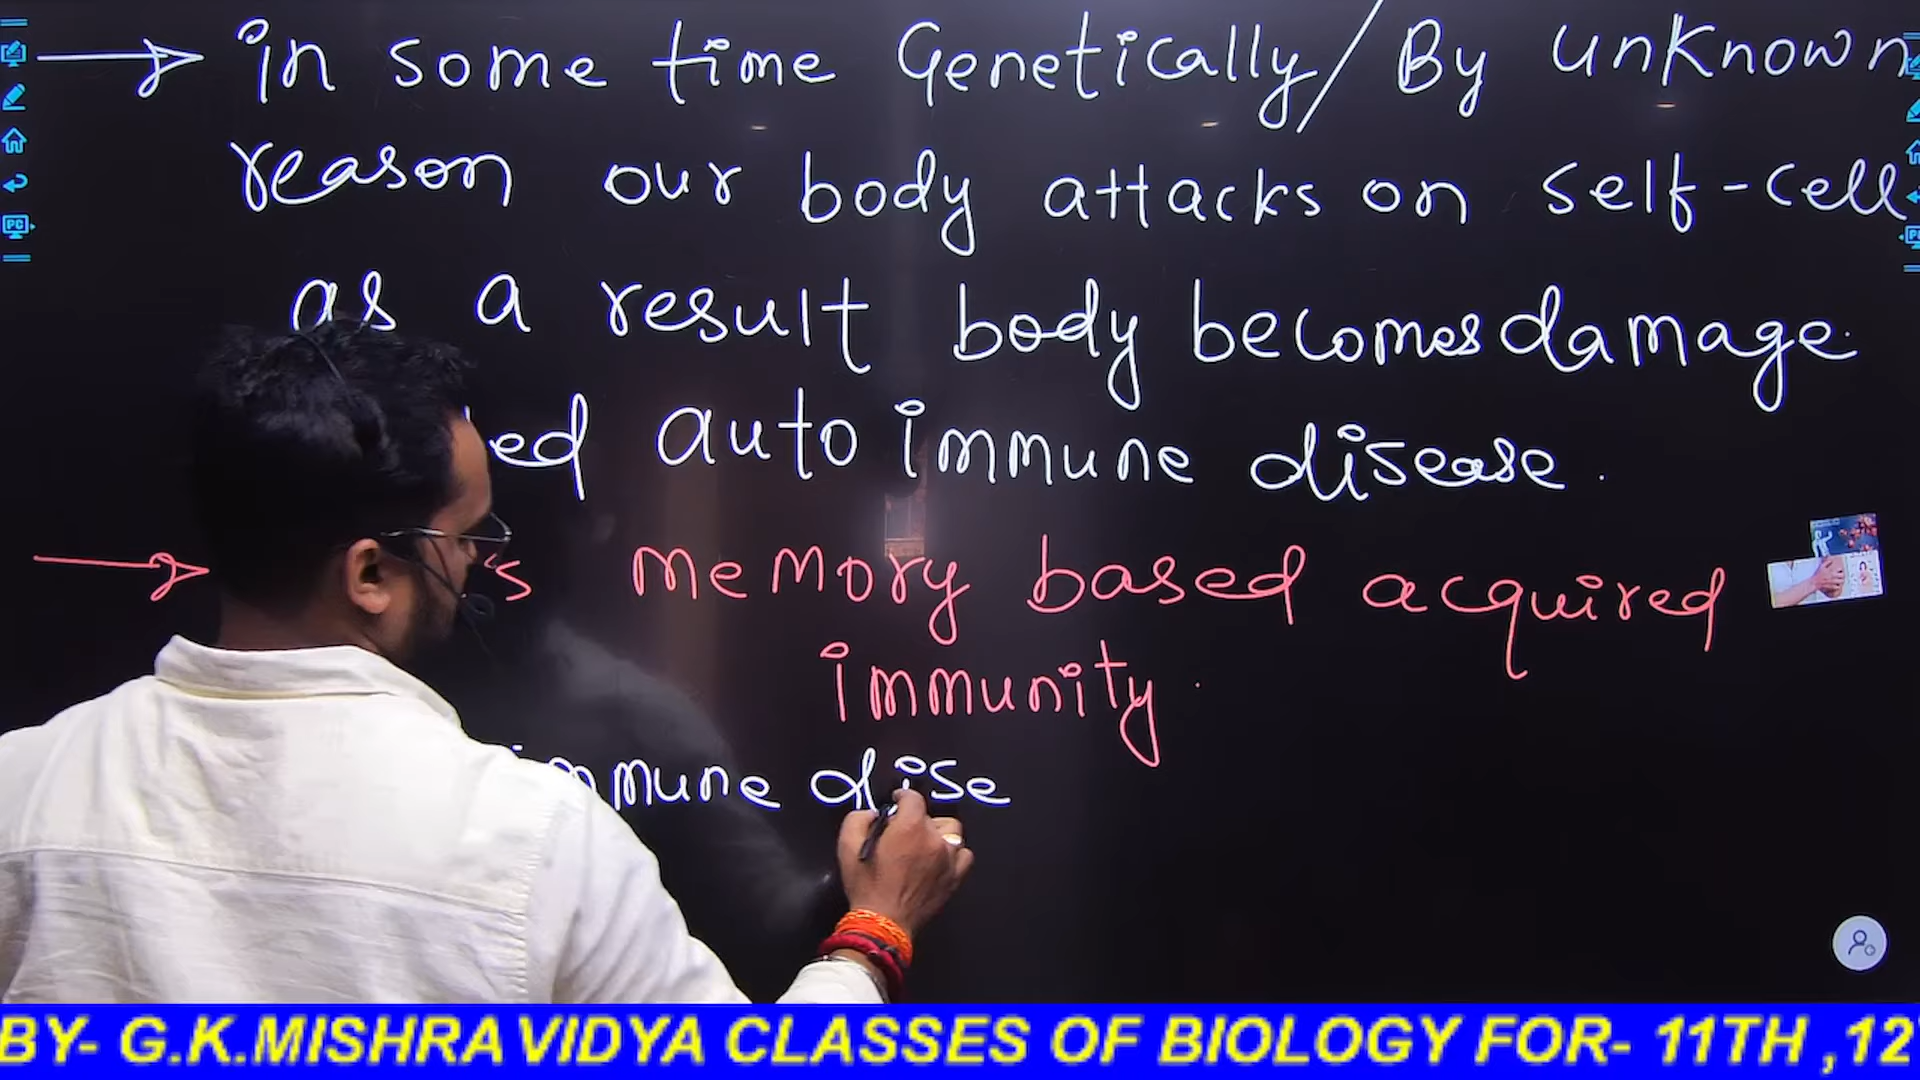 → in some time Genetically/By unknown
reason our body attacks on self-cell
as a result body becomes damage.
ed auto immune disease.
→ memory based acquired
immunity.
mmune dise
BY- G.K.MISHRA VIDYA CLASSES OF BIOLOGY FOR- 11TH ,12